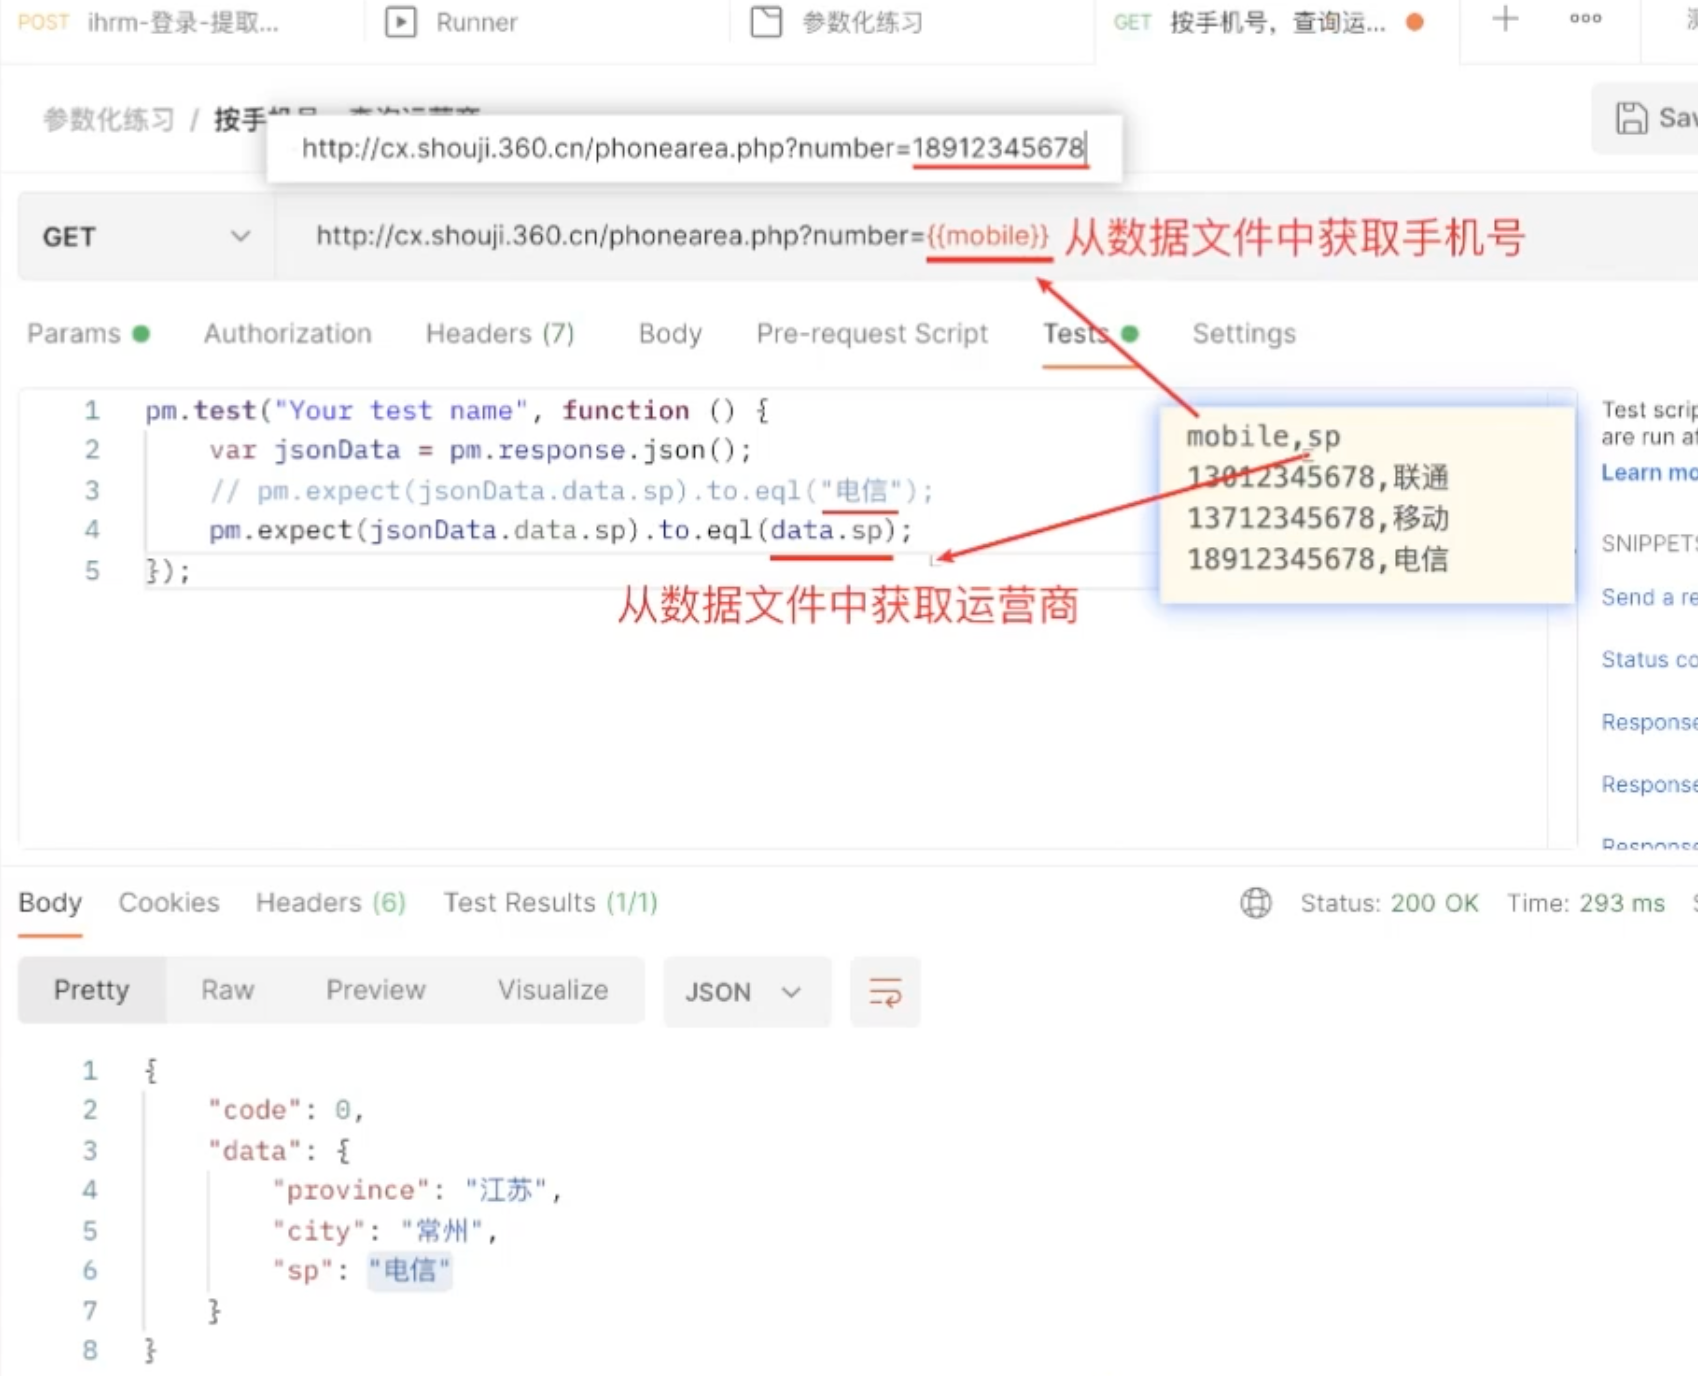 POST ihrm-登录-提取... Runner 参数化练习 GET 按手机号，查询运...
参数化练习 / 按手
http://cx.shouji.360.cn/phonearea.php?number=18912345678
Sav
GET http://cx.shouji.360.cn/phonearea.php?number={{mobile}} 从数据文件中获取手机号
Params Authorization Headers (7) Body Pre-request Script Tests Settings
1 pm.test("Your test name", function () {
2 var jsonData = pm.response.json();
3 // pm.expect(jsonData.data.sp).to.eql("电信");
4 pm.expect(jsonData.data.sp).to.eql(data.sp);
5 });
从数据文件中获取运营商
mobile,sp
13012345678,联通
13712345678,移动
18912345678,电信
Test scrip
are run af
Learn mo
SNIPPETS
Send a re
Status co
Response
Response
Response
Body Cookies Headers (6) Test Results (1/1) Status: 200 OK Time: 293 ms
Pretty Raw Preview Visualize JSON
1 {
2 "code": 0,
3 "data": {
4 "province": "江苏",
5 "city": "常州",
6 "sp": "电信"
7 }
8 }